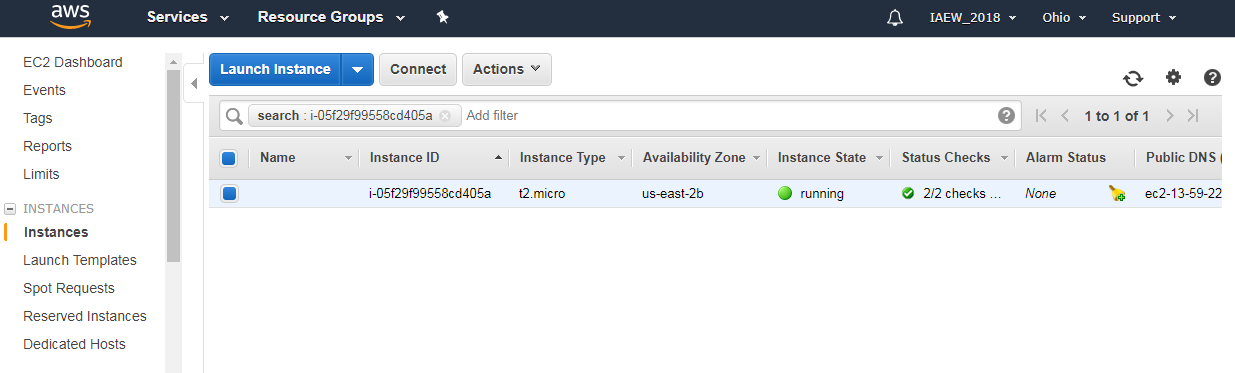 aws Services Resource Groups IAEW_2018 Ohio Support
EC2 Dashboard
Events
Tags
Reports
Limits
INSTANCES
Instances
Launch Templates
Spot Requests
Reserved Instances
Dedicated Hosts
Launch Instance Connect Actions
search : i-05f29f99558cd405a Add filter 1 to 1 of 1
Name Instance ID Instance Type Availability Zone Instance State Status Checks Alarm Status Public DNS (
i-05f29f99558cd405a t2.micro us-east-2b running 2/2 checks ... None ec2-13-59-22